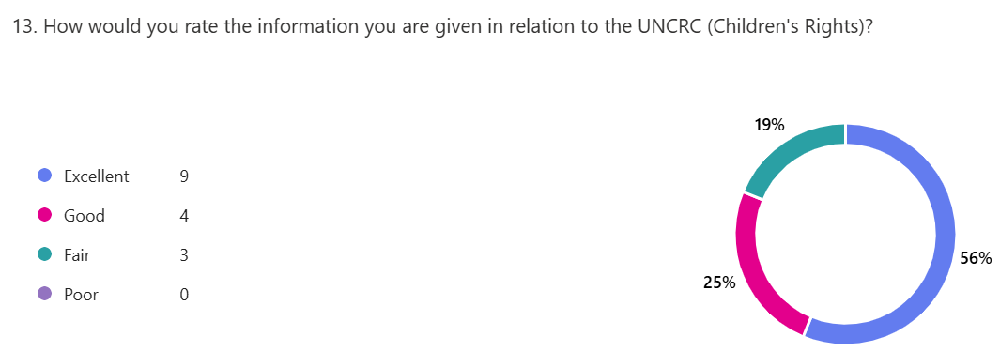 13. How would you rate the information you are given in relation to the UNCRC (Children's Rights)?
19%
Excellent 9
Good 4
Fair 3
56%
25%
Poor 0